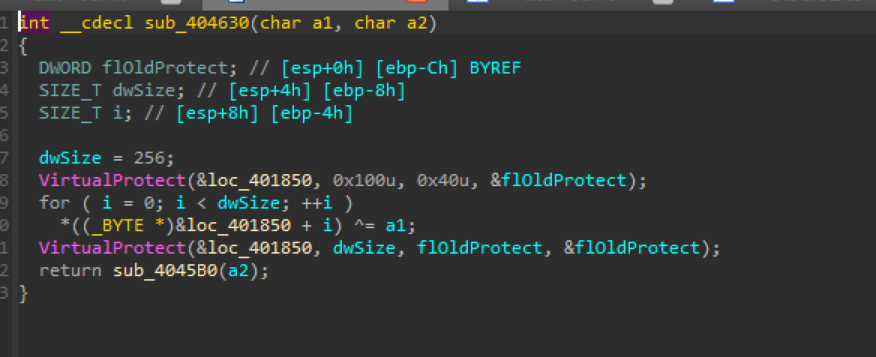 1 int __cdecl sub_404630(char a1, char a2)
2 {
3 DWORD flOldProtect; // [esp+0h] [ebp-Ch] BYREF
4 SIZE_T dwSize; // [esp+4h] [ebp-8h]
5 SIZE_T i; // [esp+8h] [ebp-4h]
6
7 dwSize = 256;
8 VirtualProtect(&loc_401850, 0x100u, 0x40u, &flOldProtect);
9 for ( i = 0; i < dwSize; ++i )
0 *((_BYTE *)&loc_401850 + i) ^= a1;
1 VirtualProtect(&loc_401850, dwSize, flOldProtect, &flOldProtect);
2 return sub_4045B0(a2);
3 }